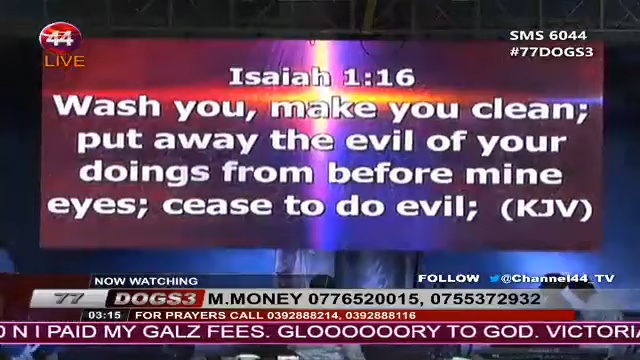 44
LIVE
SMS 6044
#77DOGS3
Isaiah 1:16
Wash you, make you clean;
put away the evil of your
doings from before mine
eyes; cease to do evil; (KJV)
NOW WATCHING
FOLLOW @Channel44_TV
77 DOGS3 M.MONEY 0776520015, 0755372932
03:15 FOR PRAYERS CALL 0392888214, 0392888116
N I PAID MY GALZ FEES. GLOOOOOORY TO GOD. VICTORIA